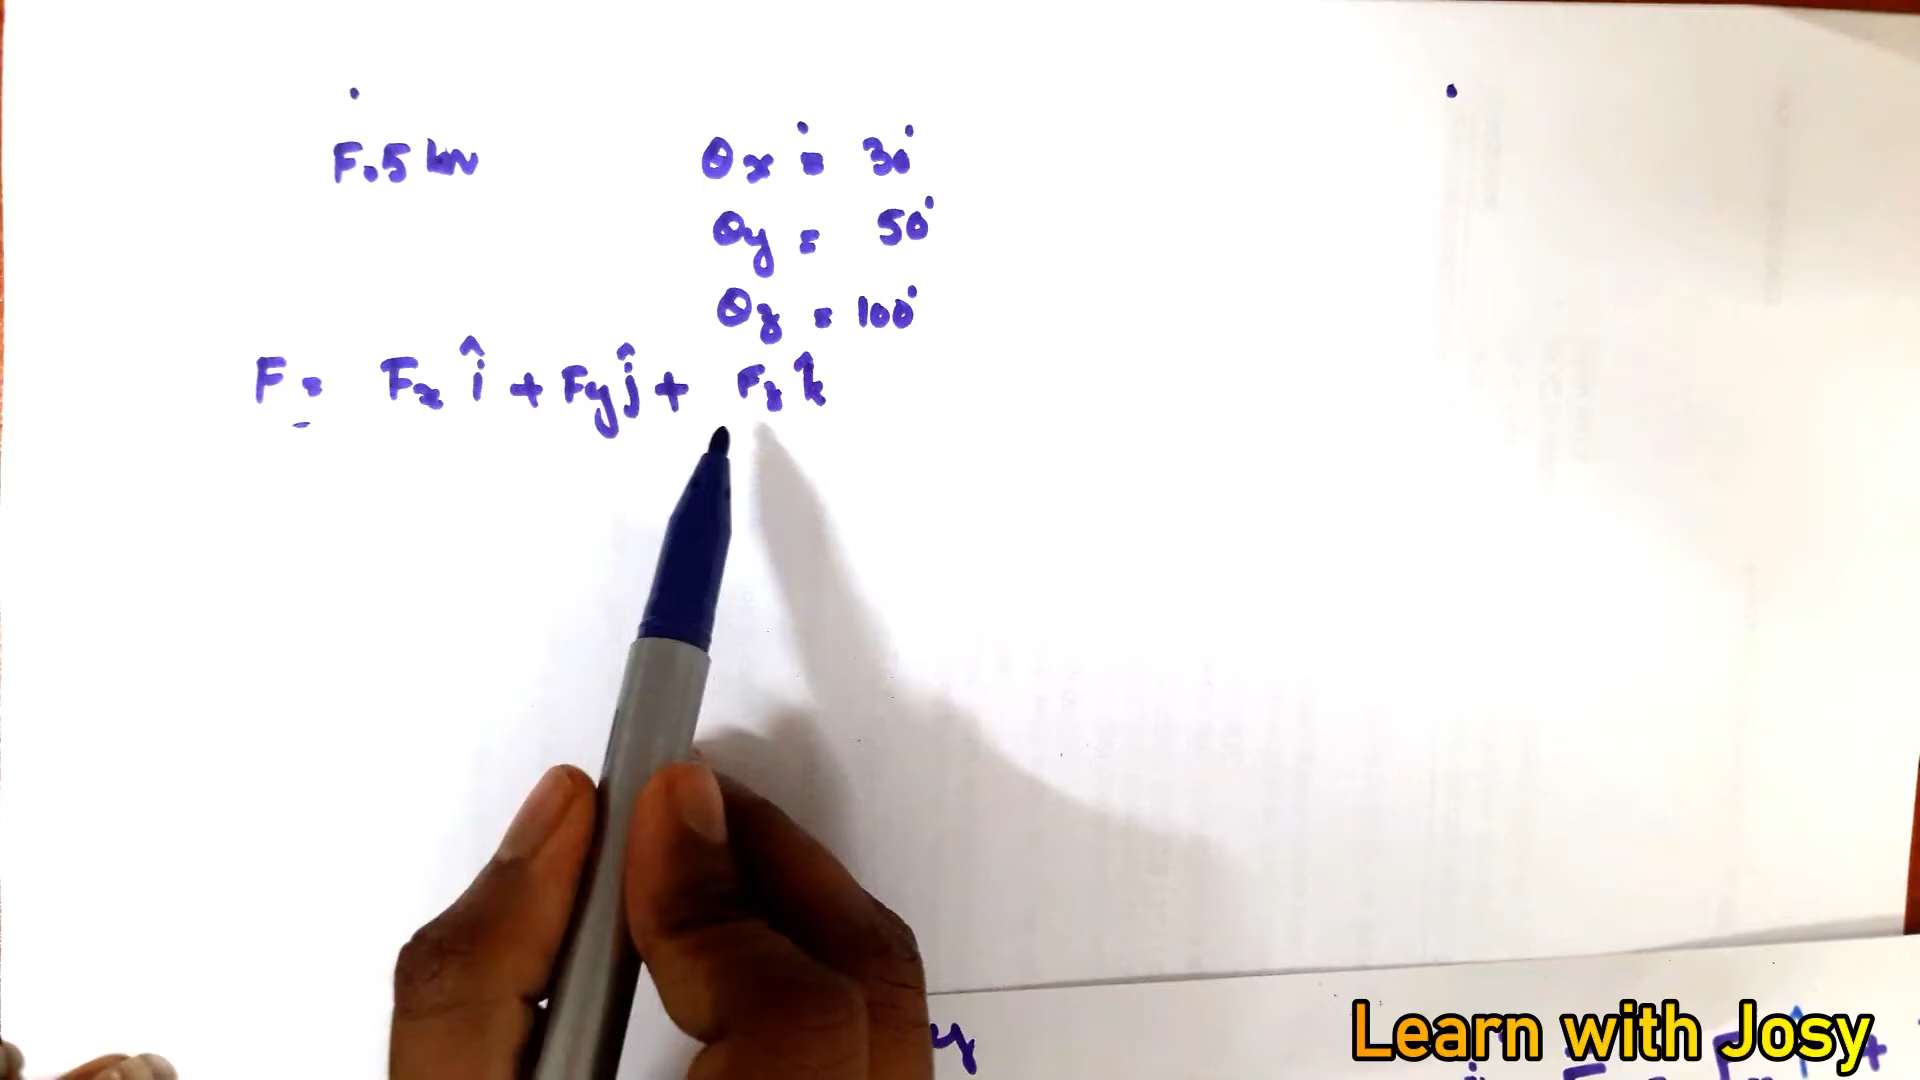 F = 5 kN θx = 30°
θy = 50°
θz = 100°
F = Fx î + Fy ĵ + Fz k̂
y
Learn with Josy